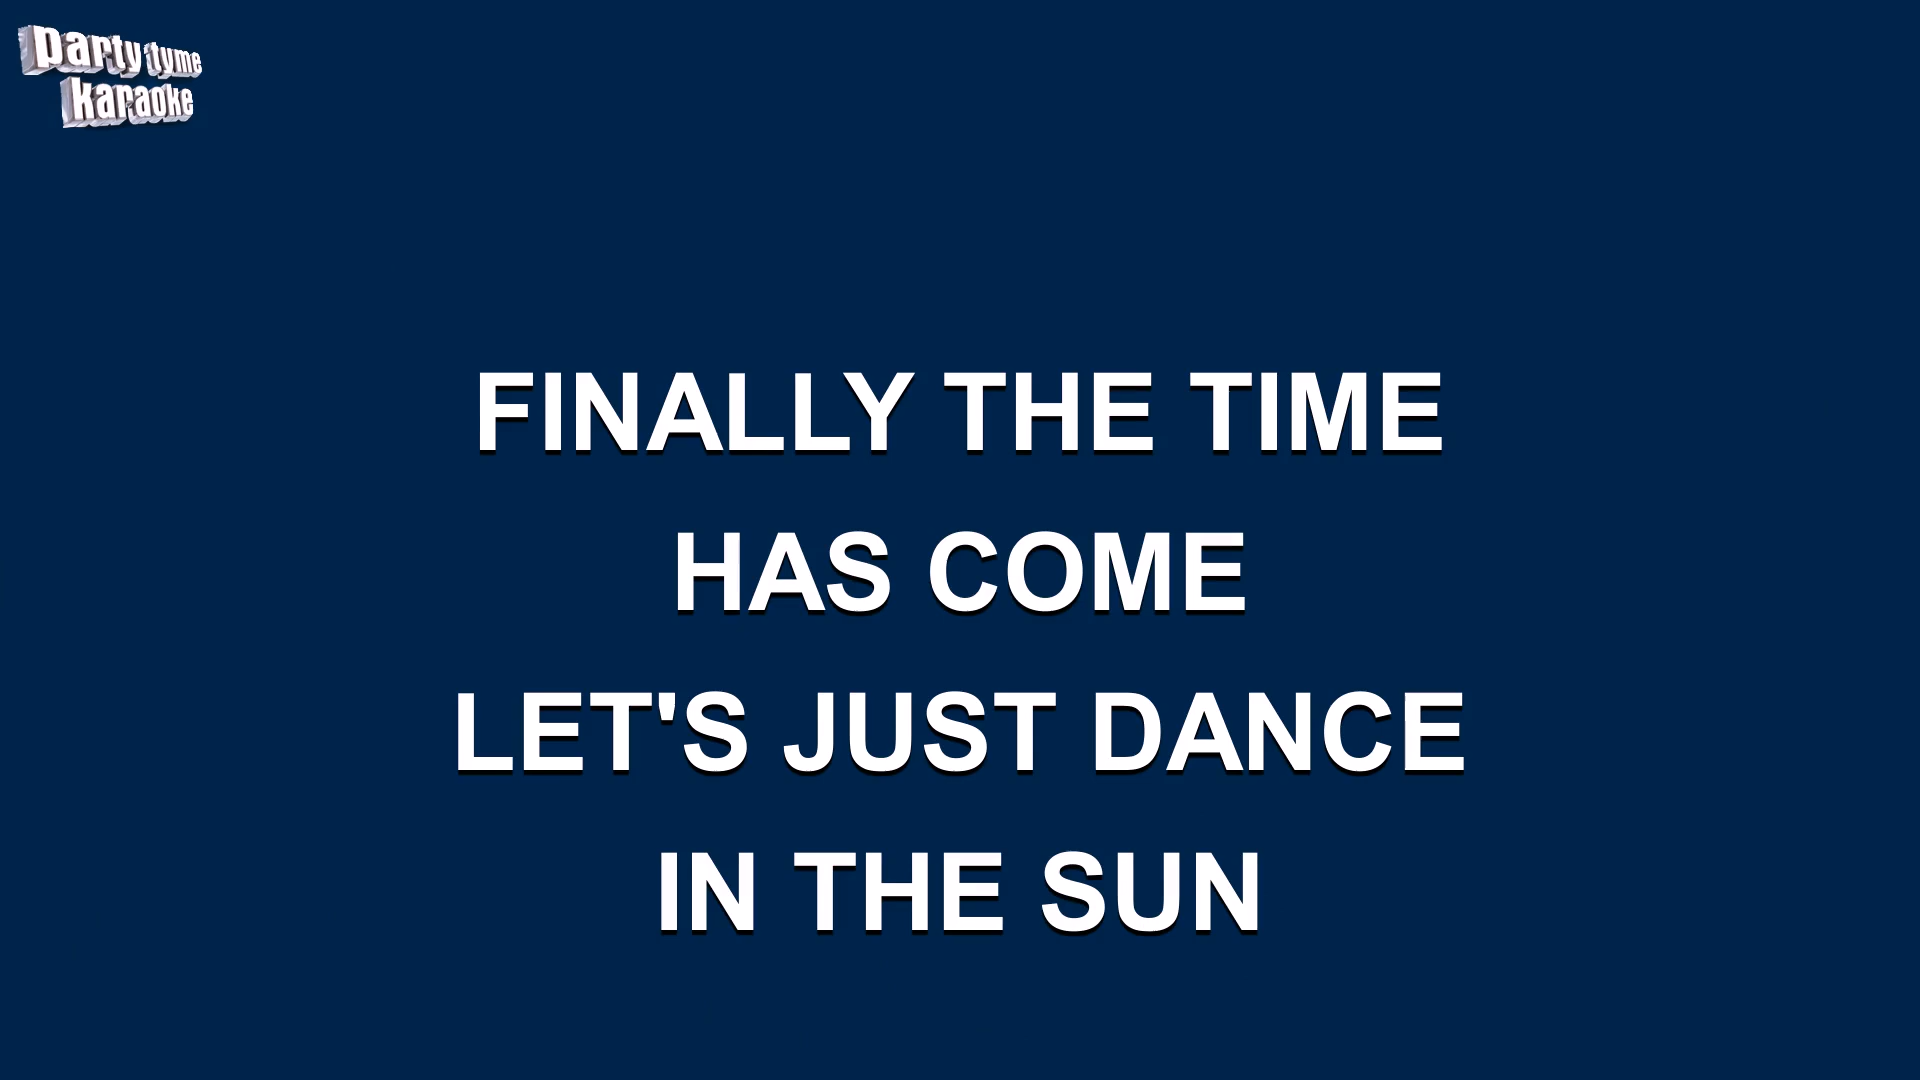 party tyme
karaoke
FINALLY THE TIME
HAS COME
LET'S JUST DANCE
IN THE SUN